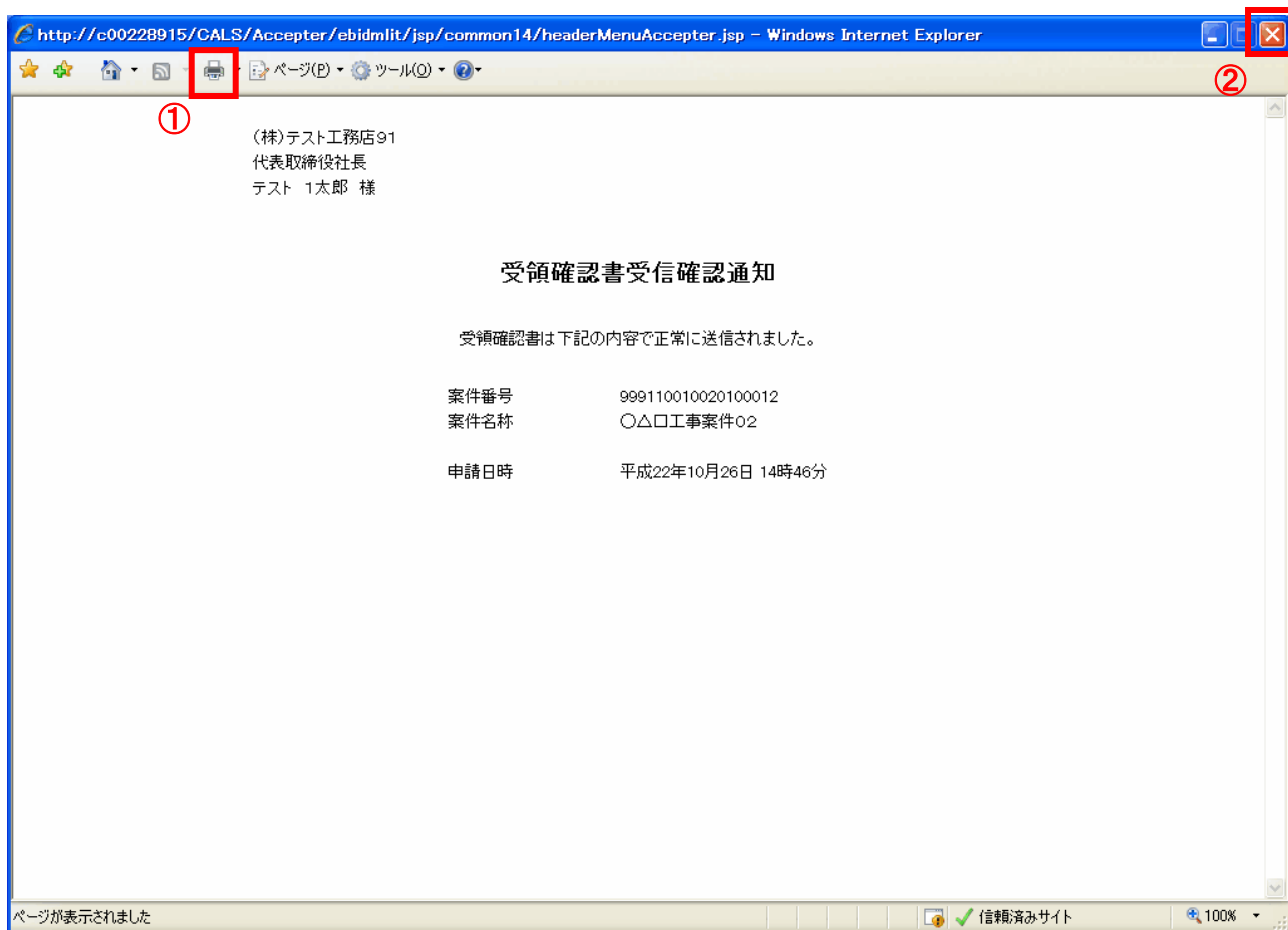 http://c00228915/CALS/Accepter/ebidmlit/jsp/common14/headerMenuAccepter.jsp - Windows Internet Explorer
ページ(P) ツール(O)
②
①
(株)テスト工務店91
代表取締役社長
テスト 1太郎 様
受領確認書受信確認通知
受領確認書は下記の内容で正常に送信されました。
案件番号 999110010020100012
案件名称 ○△□工事案件02
申請日時 平成22年10月26日 14時46分
ページが表示されました 信頼済みサイト 100%